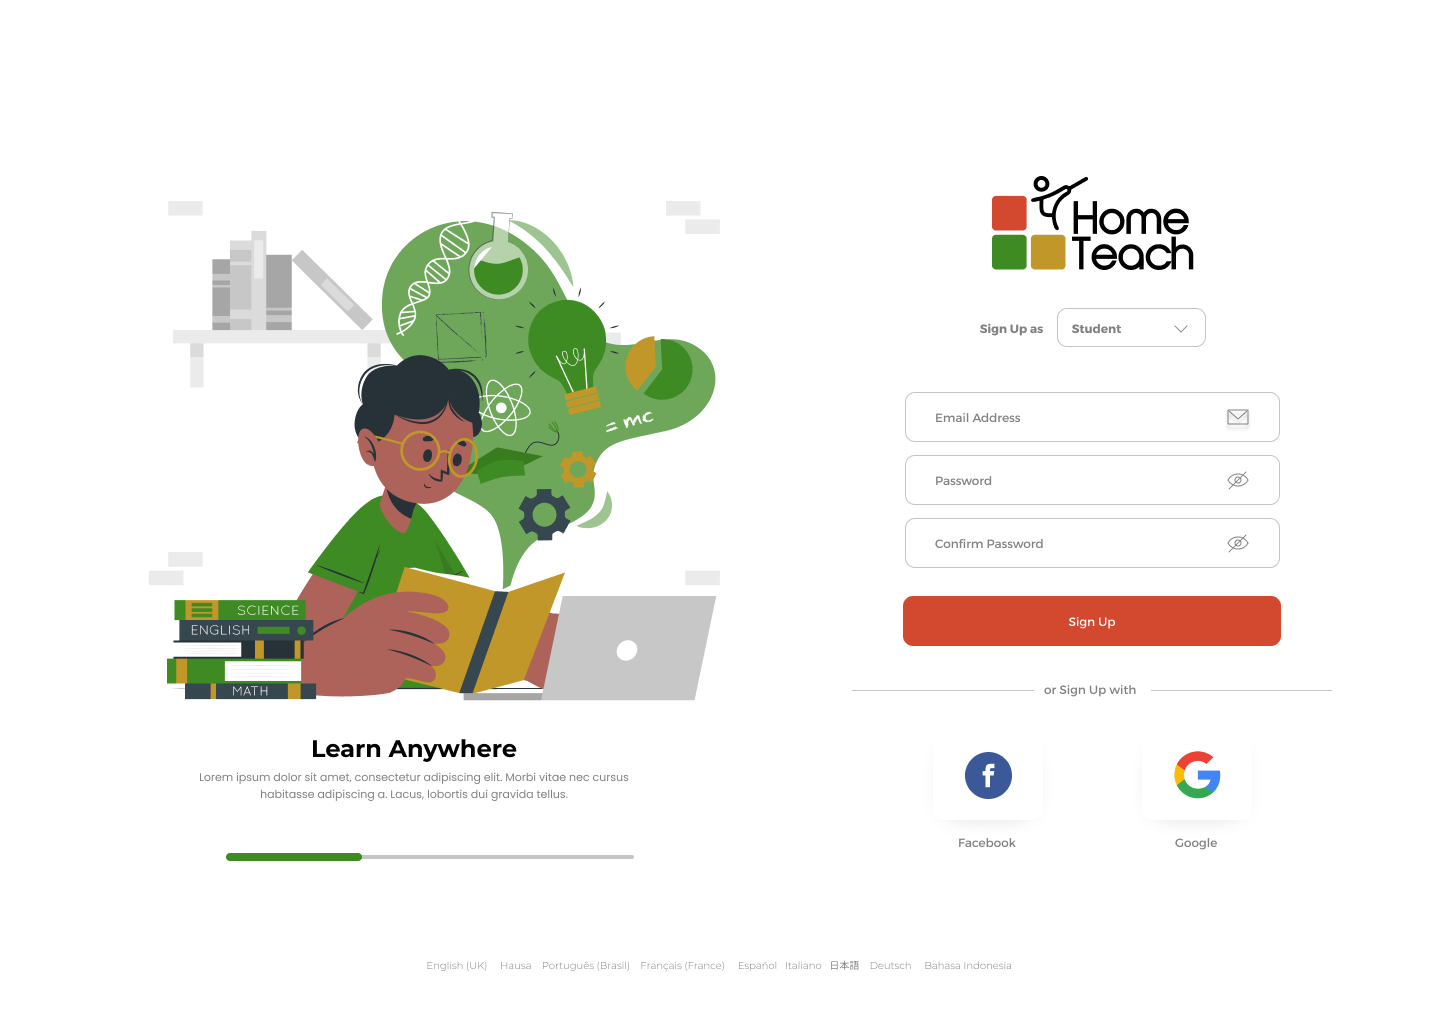 = mc
SCIENCE
ENGLISH
MATH
Learn Anywhere
Lorem ipsum dolor sit amet, consectetur adipiscing elit. Morbi vitae nec cursus
habitasse adipiscing a. Lacus, lobortis dui gravida tellus.
Home
Teach
Sign Up as Student
Email Address
Password
Confirm Password
Sign Up
or Sign Up with
Facebook Google
English (UK) Hausa Português (Brasil) Français (France) Español Italiano 日本語 Deutsch Bahasa Indonesia